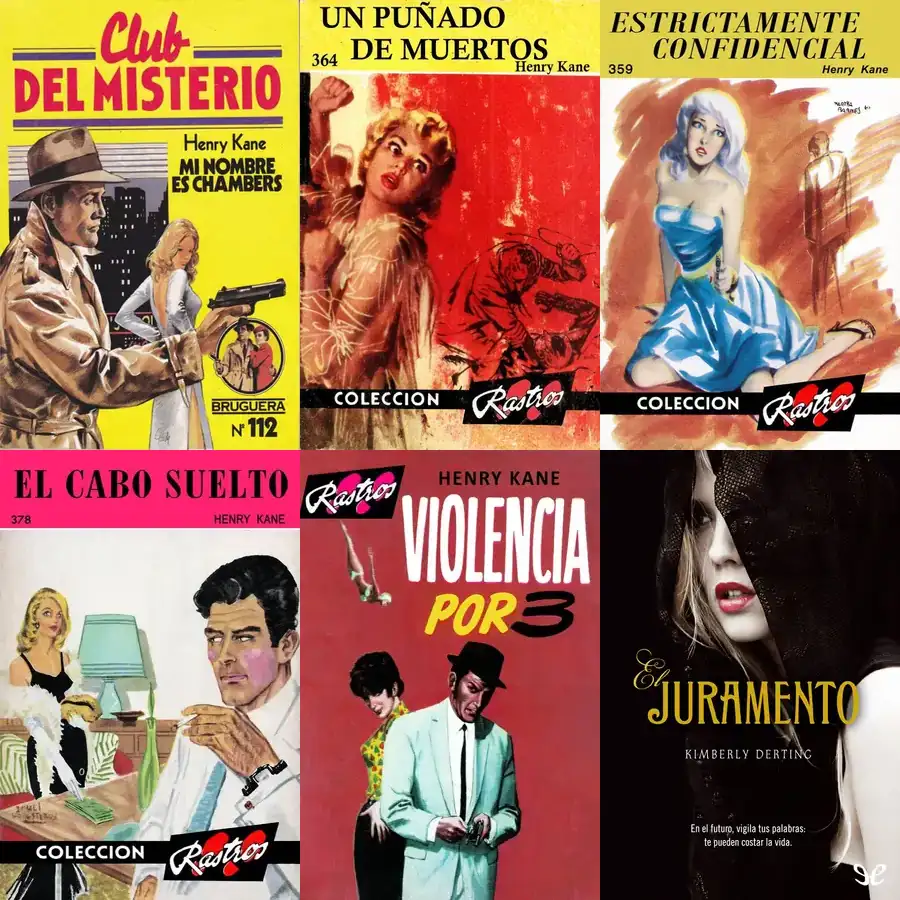 Club
DEL MISTERIO
Henry Kane
MI NOMBRE
ES CHAMBERS
BRUGUERA
Nº 112
UN PUÑADO
DE MUERTOS
364
Henry Kane
COLECCION Rastros
ESTRICTAMENTE
CONFIDENCIAL
359
Henry Kane
COLECCION Rastros
EL CABO SUELTO
378
HENRY KANE
COLECCION Rastros
Rastros
HENRY KANE
VIOLENCIA
POR 3
El
JURAMENTO
KIMBERLY DERTING
En el futuro, vigila tus palabras:
te pueden costar la vida.